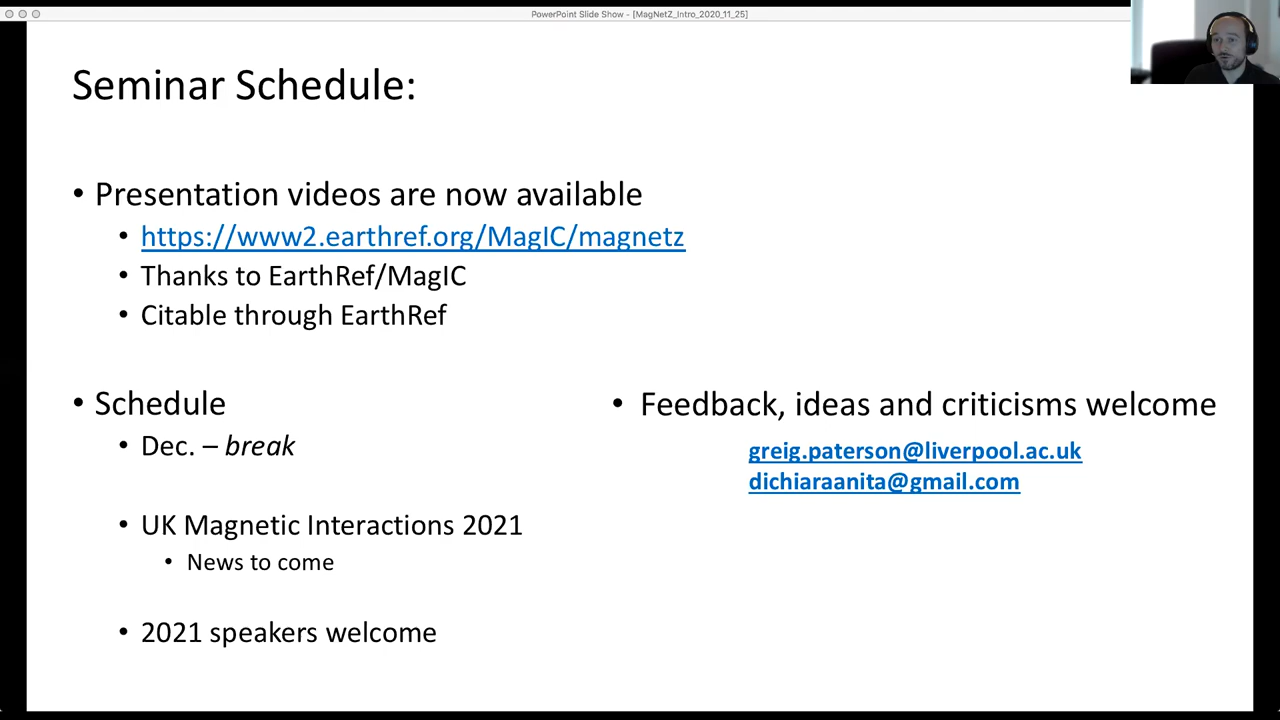 PowerPoint Slide Show - [MagNetZ_Intro_2020_11_25]
Seminar Schedule:
• Presentation videos are now available
• https://www2.earthref.org/MagIC/magnetz
• Thanks to EarthRef/MagIC
• Citable through EarthRef
• Schedule
• Dec. – break
• UK Magnetic Interactions 2021
• News to come
• 2021 speakers welcome
• Feedback, ideas and criticisms welcome
greig.paterson@liverpool.ac.uk
dichiaraanita@gmail.com